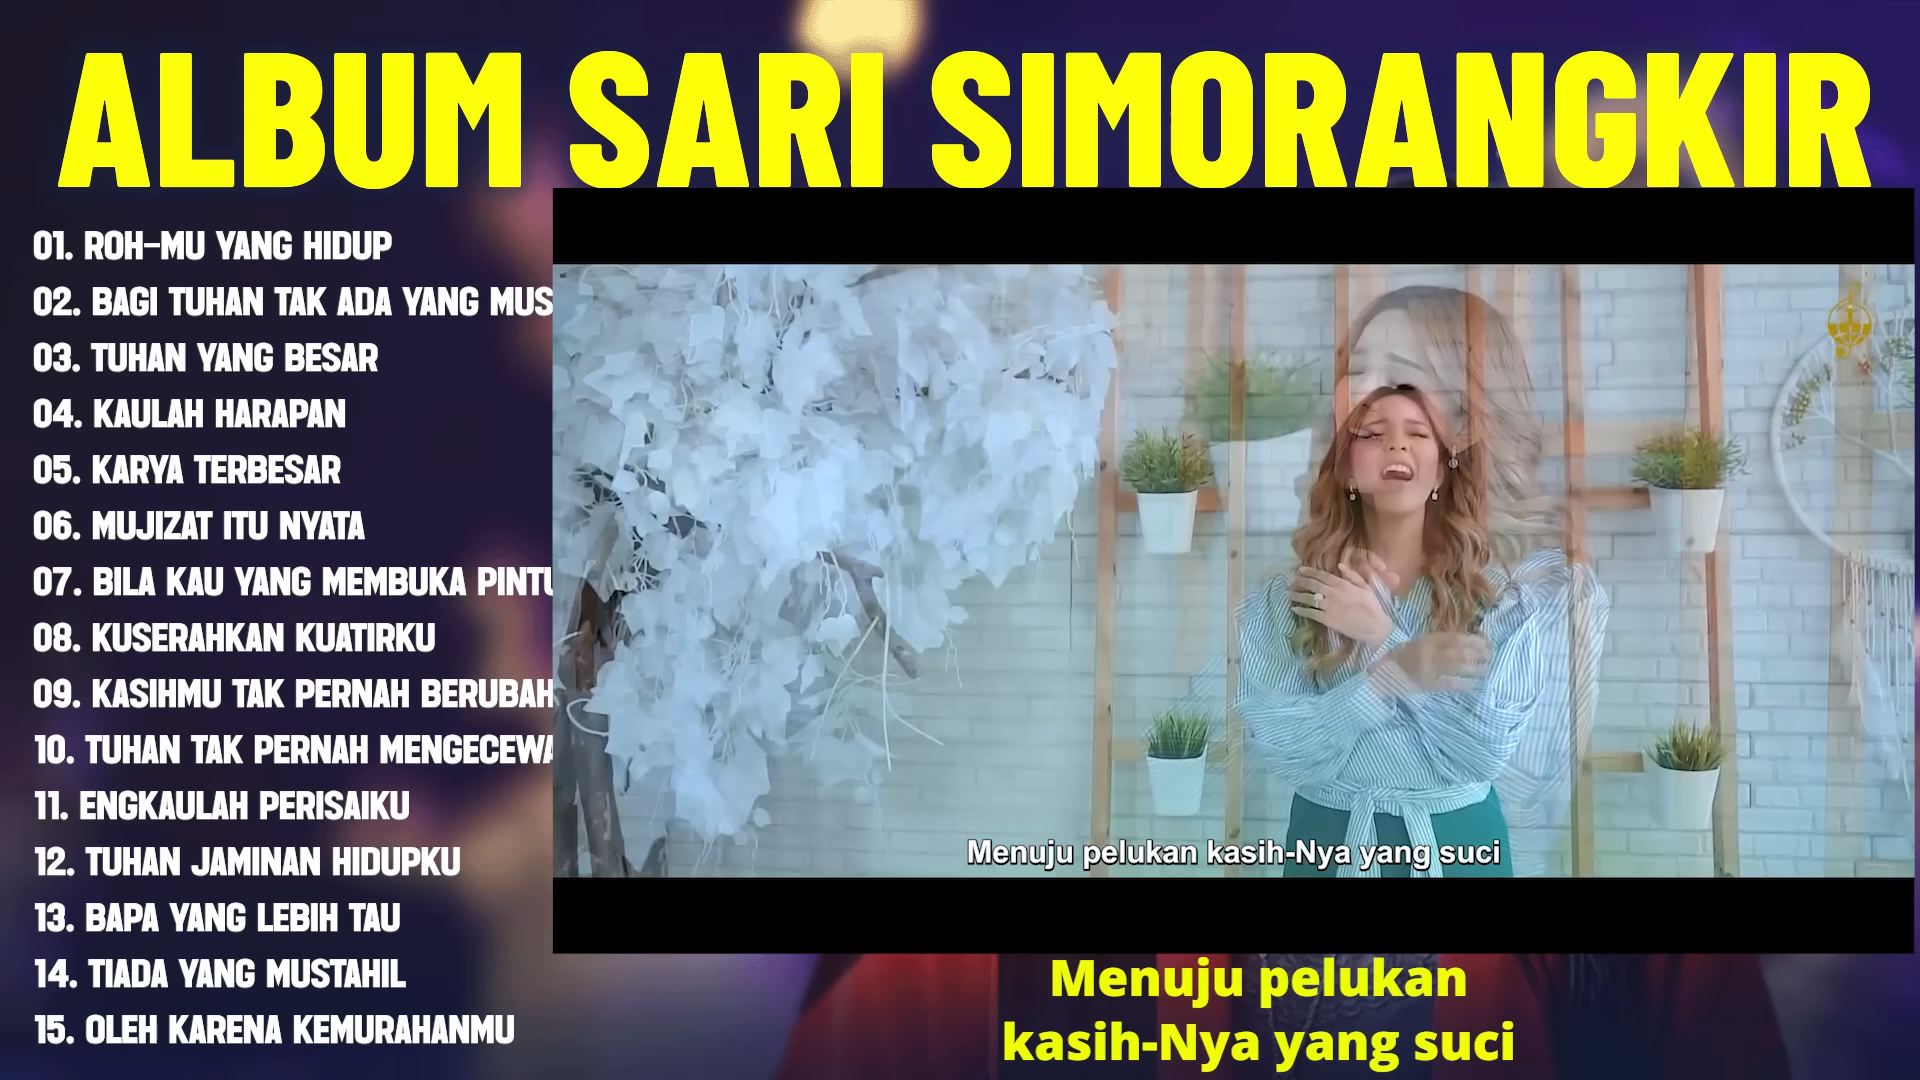 ALBUM SARI SIMORANGKIR
01. ROH-MU YANG HIDUP
02. BAGI TUHAN TAK ADA YANG MUS
03. TUHAN YANG BESAR
04. KAULAH HARAPAN
05. KARYA TERBESAR
06. MUJIZAT ITU NYATA
07. BILA KAU YANG MEMBUKA PINTU
08. KUSERAHKAN KUATIRKU
09. KASIHMU TAK PERNAH BERUBAH
10. TUHAN TAK PERNAH MENGECEWA
11. ENGKAULAH PERISAIKU
12. TUHAN JAMINAN HIDUPKU
13. BAPA YANG LEBIH TAU
14. TIADA YANG MUSTAHIL
15. OLEH KARENA KEMURAHANMU
Menuju pelukan kasih-Nya yang suci
Menuju pelukan
kasih-Nya yang suci